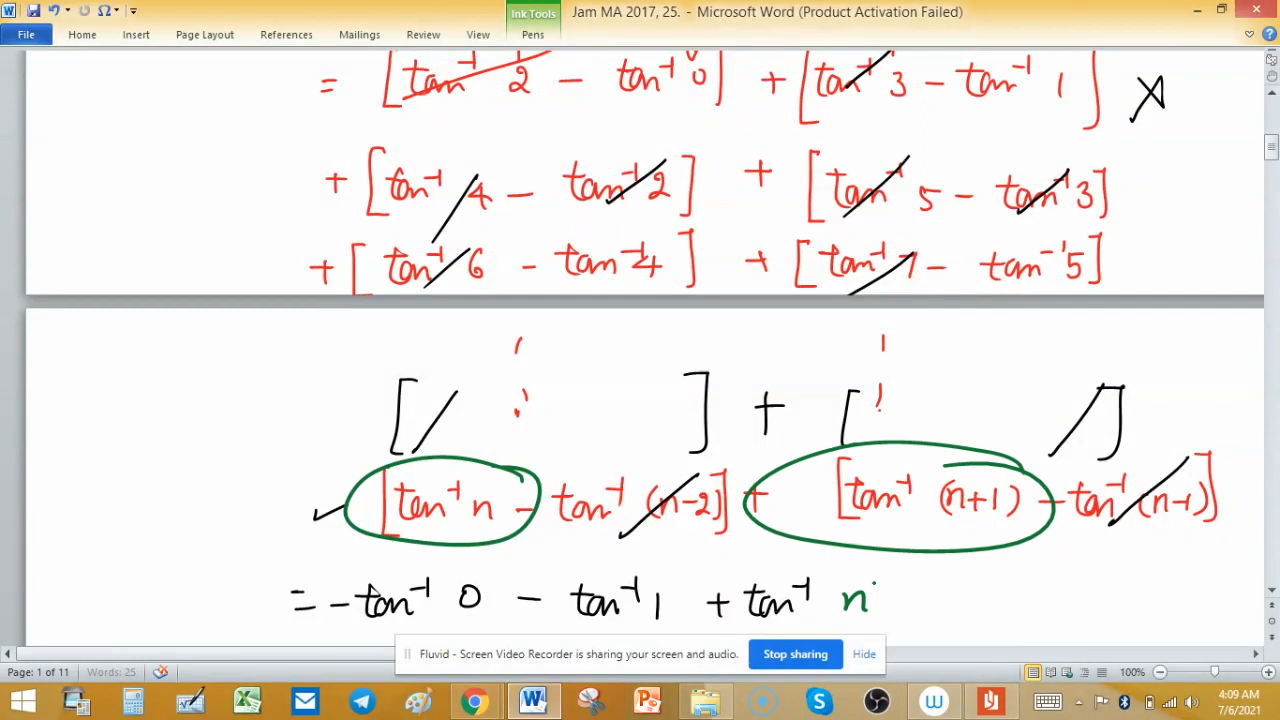 Ink Tools
Jam MA 2017, 25. - Microsoft Word (Product Activation Failed)
File Home Insert Page Layout References Mailings Review View Pens
= [tan⁻¹ 2 - tan⁻¹ 0] + [tan⁻¹ 3 - tan⁻¹ 1]
+ [tan⁻¹ 4 - tan⁻¹ 2] + [tan⁻¹ 5 - tan⁻¹ 3]
+ [tan⁻¹ 6 - tan⁻¹ 4] + [tan⁻¹ 7 - tan⁻¹ 5]
[ ] + [ ]
[tan⁻¹ n - tan⁻¹ (n-2)] + [tan⁻¹ (n+1) - tan⁻¹ (n-1)]
= - tan⁻¹ 0 - tan⁻¹ 1 + tan⁻¹ n
Fluvid - Screen Video Recorder is sharing your screen and audio. Stop sharing Hide
Page: 1 of 11 Words: 25 100%
4:09 AM
7/6/2021